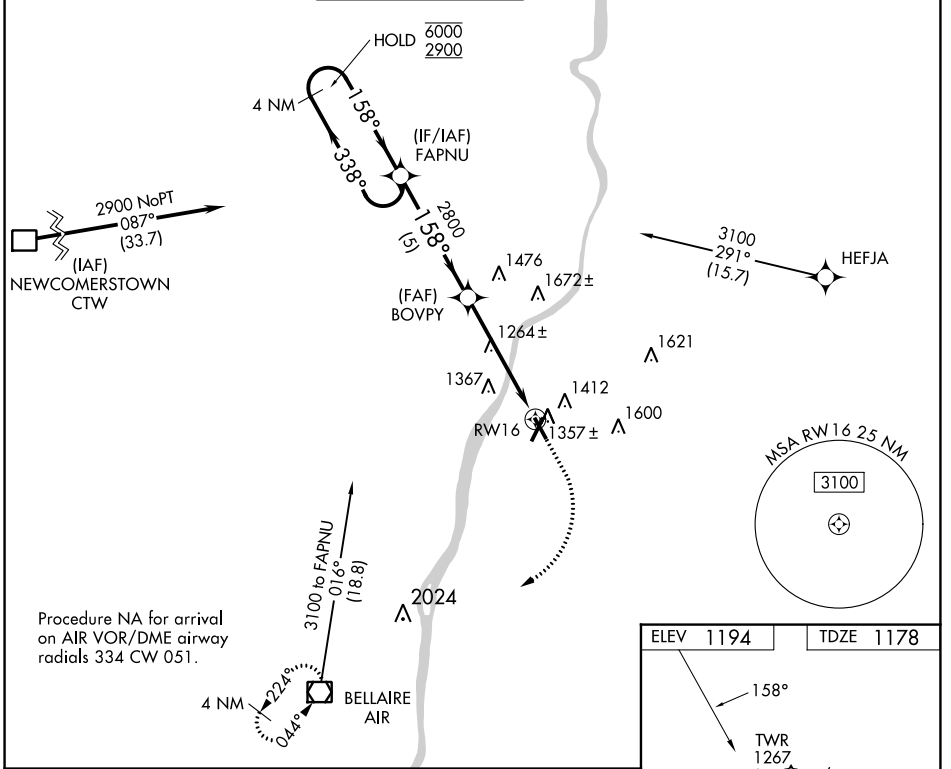 HOLD 6000
2900
4 NM
158°
338°
(IF/IAF)
FAPNU
2900 NoPT
087°
(33.7)
(IAF)
NEWCOMERSTOWN
CTW
2800
158°
(5)
3100
291°
(15.7)
HEFJA
1476
1672±
(FAF)
BOVPY
1264±
1621
1367
1412
RW16
1357±
1600
MSA RW16 25 NM
3100
3100 to FAPNU
016°
(18.8)
2024
Procedure NA for arrival
on AIR VOR/DME airway
radials 334 CW 051.
4 NM
224°
044°
BELLAIRE
AIR
ELEV 1194
TDZE 1178
158°
TWR
1267